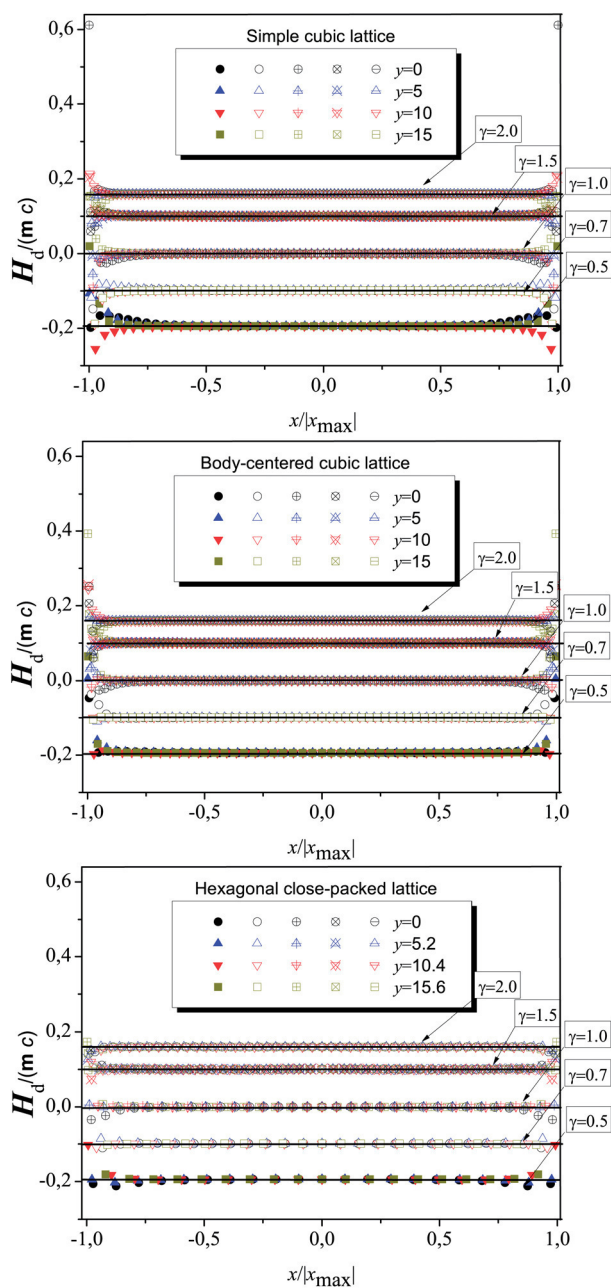 Simple cubic lattice
y=0
y=5
y=10
y=15
γ=2.0
γ=1.5
γ=1.0
γ=0.7
γ=0.5
0,6
0,4
0,2
0,0
-0,2
H_d/(m c)
-1,0 -0,5 0,0 0,5 1,0
x/|x_max|
Body-centered cubic lattice
y=0
y=5
y=10
y=15
γ=2.0
γ=1.5
γ=1.0
γ=0.7
γ=0.5
0,6
0,4
0,2
0,0
-0,2
H_d/(m c)
-1,0 -0,5 0,0 0,5 1,0
x/|x_max|
Hexagonal close-packed lattice
y=0
y=5.2
y=10.4
y=15.6
γ=2.0
γ=1.5
γ=1.0
γ=0.7
γ=0.5
0,6
0,4
0,2
0,0
-0,2
H_d/(m c)
-1,0 -0,5 0,0 0,5 1,0
x/|x_max|